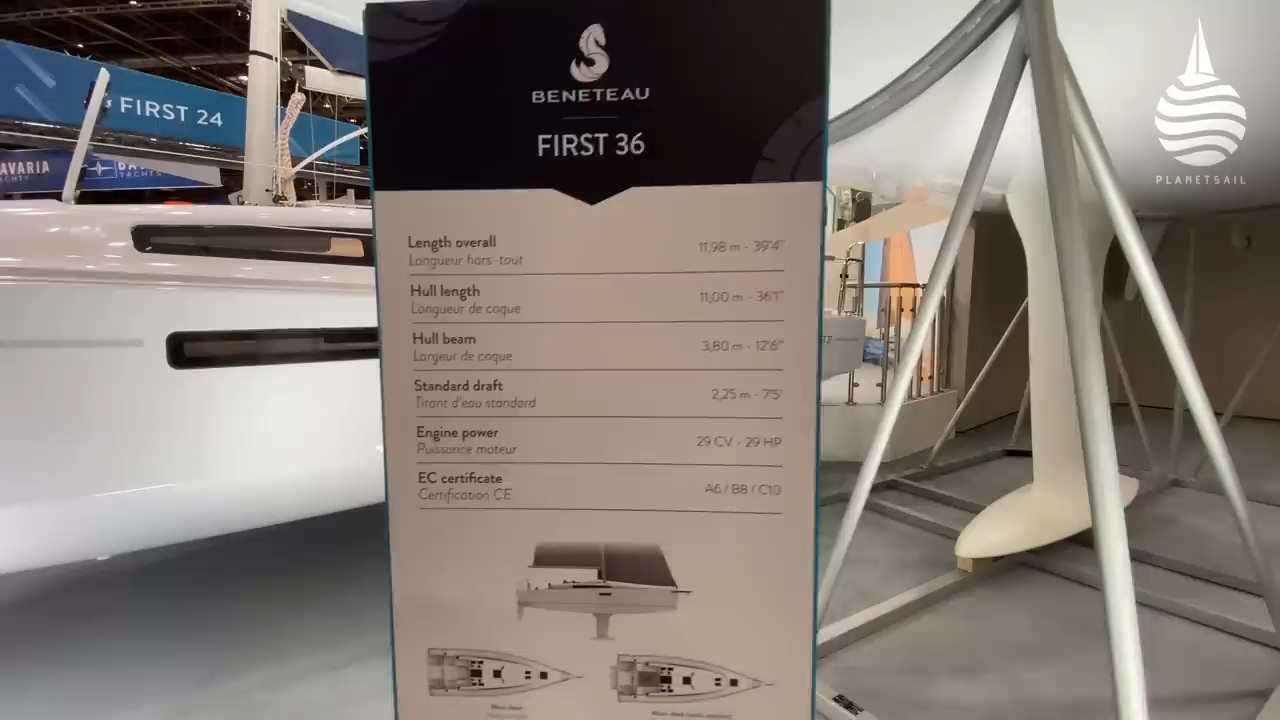 FIRST 24
AVARIA
YACHTS
BENETEAU
FIRST 36
PLANETSAIL
Length overall
Longueur hors-tout
11,98 m - 39'4"
Hull length
Longueur de coque
11,00 m - 36'1"
Hull beam
Largeur de coque
3,80 m - 12'6"
Standard draft
Tirant d'eau standard
2,25 m - 7'5"
Engine power
Puissance moteur
29 CV - 29 HP
EC certificate
Certification CE
A6 / B8 / C10